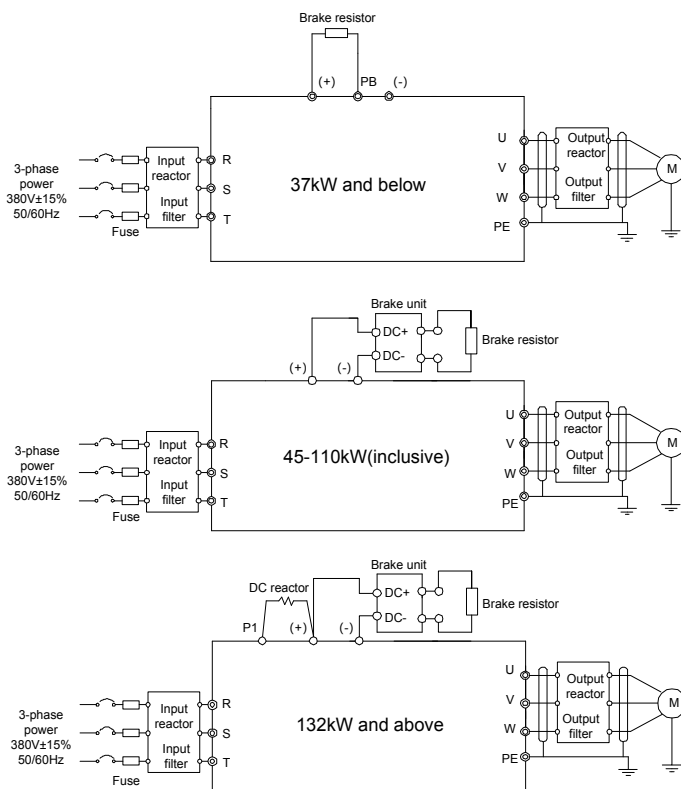 Brake resistor
(+)
PB
(-)
3-phase
power
380V±15%
50/60Hz
Fuse
Input
reactor
Input
filter
R
S
T
37kW and below
U
V
W
PE
Output
reactor
Output
filter
M
Brake unit
DC+
DC-
Brake resistor
(+)
(-)
3-phase
power
380V±15%
50/60Hz
Fuse
Input
reactor
Input
filter
R
S
T
45-110kW(inclusive)
U
V
W
PE
Output
reactor
Output
filter
M
Brake unit
DC reactor
DC+
DC-
Brake resistor
P1
(+)
(-)
3-phase
power
380V±15%
50/60Hz
Fuse
Input
reactor
Input
filter
R
S
T
132kW and above
U
V
W
PE
Output
reactor
Output
filter
M